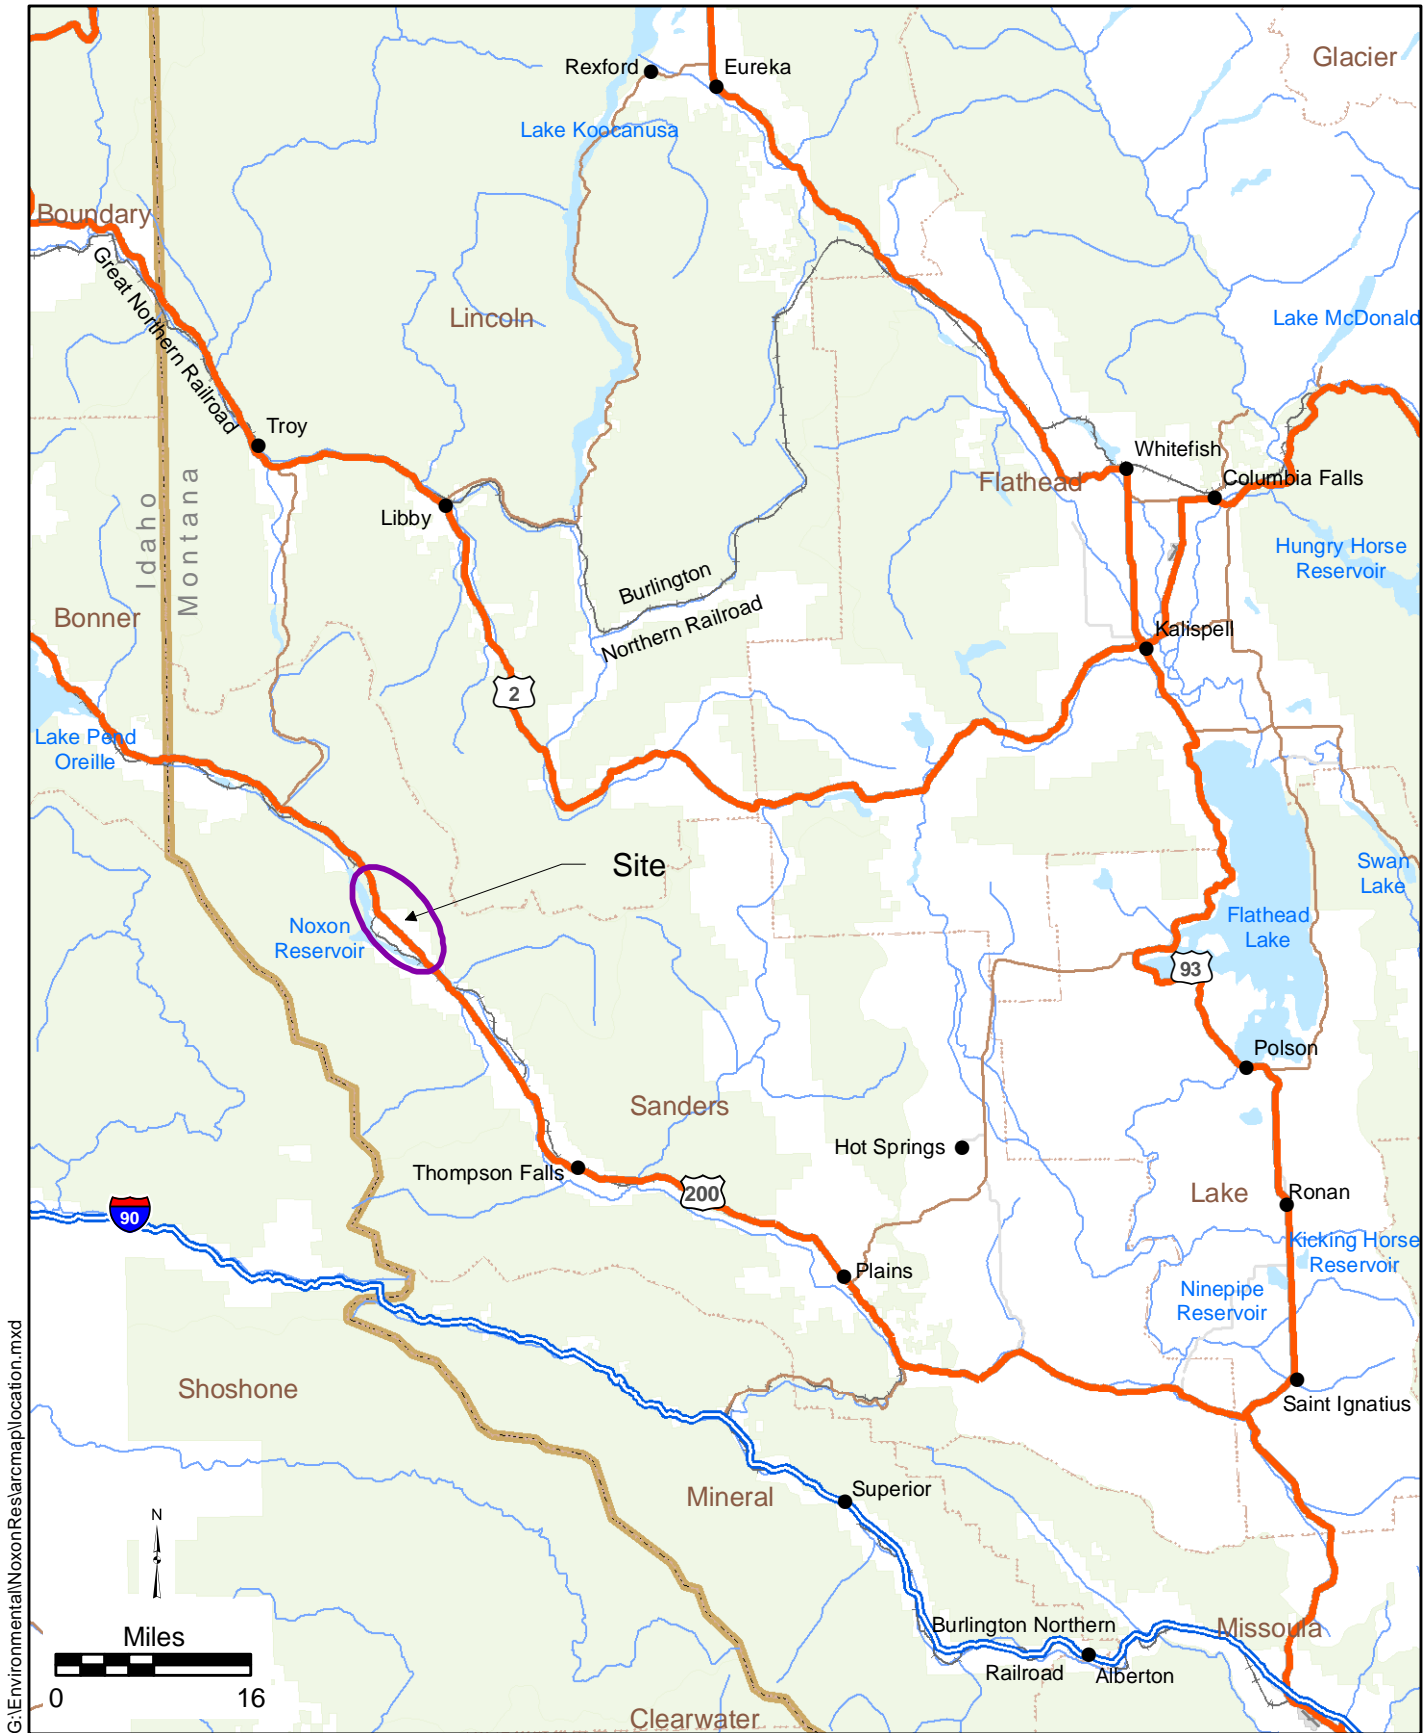 Glacier
Rexford
Eureka
Lake Koocanusa
Boundary
Great Northern Railroad
Lincoln
Lake McDonald
Troy
Whitefish
Flathead
Columbia Falls
Idaho
Montana
Libby
Hungry Horse
Reservoir
Burlington
Northern Railroad
Bonner
Kalispell
2
Lake Pend
Oreille
Site
Swan
Lake
Noxon
Reservoir
Flathead
Lake
93
Polson
Sanders
Hot Springs
Thompson Falls
200
Lake
Ronan
90
Kicking Horse
Reservoir
Plains
Ninepipe
Reservoir
Shoshone
Saint Ignatius
Mineral
Superior
N
Burlington Northern
Railroad
Missoula
Miles
Alberton
0
16
Clearwater
G:\Environmental\NoxonRes\arcmap\location.mxd